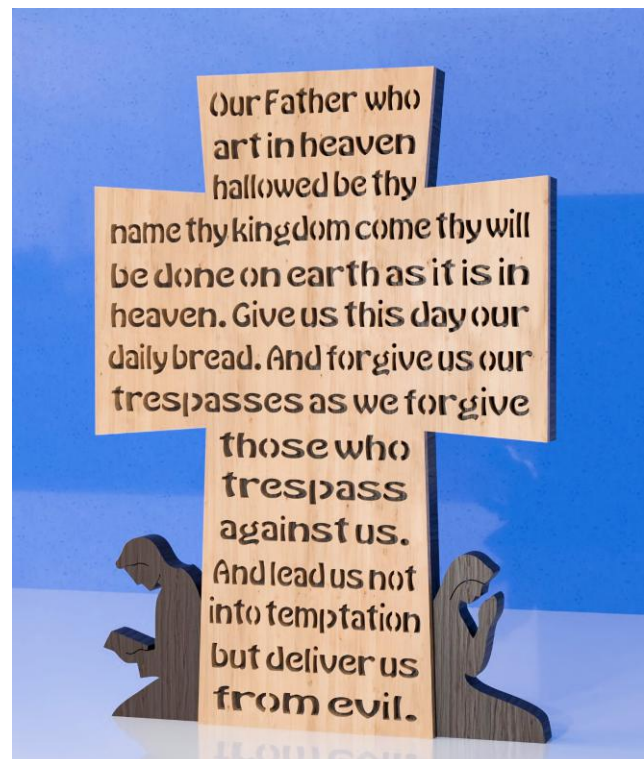 Our Father who
art in heaven
hallowed be thy
name thy kingdom come thy will
be done on earth as it is in
heaven. Give us this day our
daily bread. And forgive us our
trespasses as we forgive
those who
trespass
against us.
And lead us not
into temptation
but deliver us
from evil.